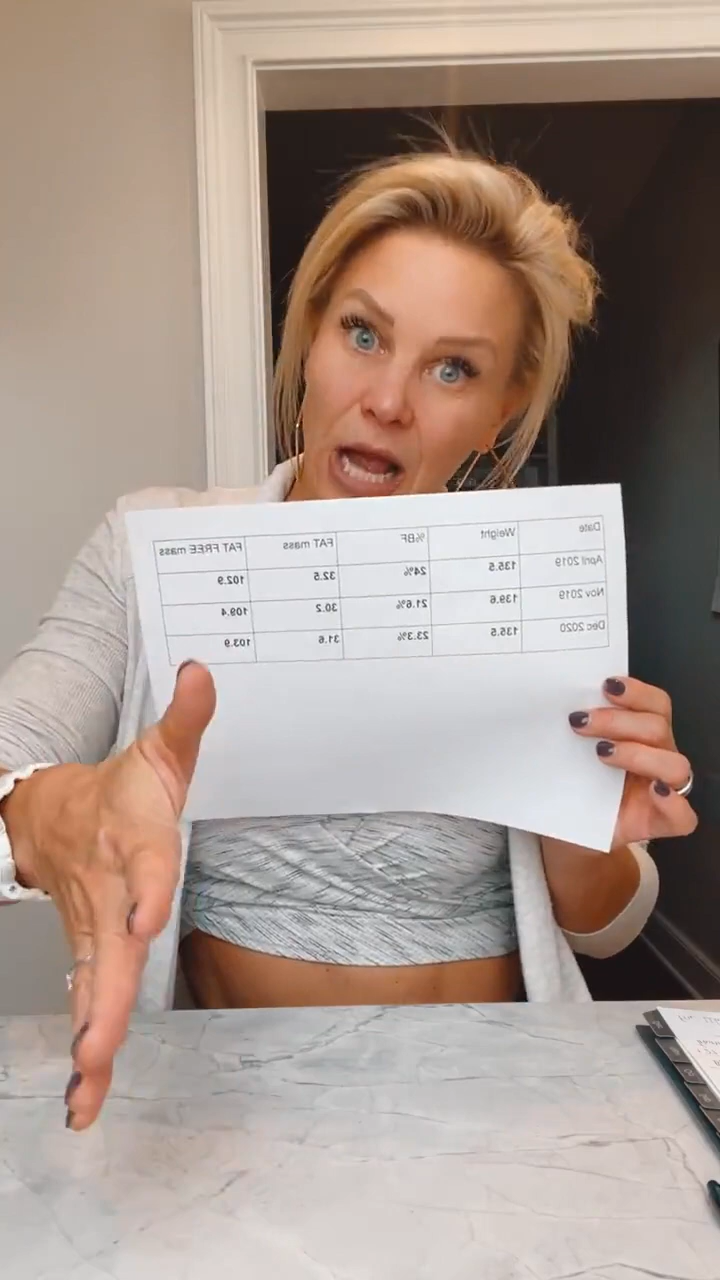 Date Weight %BF FAT mass FAT FREE mass
April 2019 135.5 24% 32.5 102.9
Nov 2019 139.6 21.6% 30.2 109.4
Dec 2020 135.5 23.3% 31.6 103.9